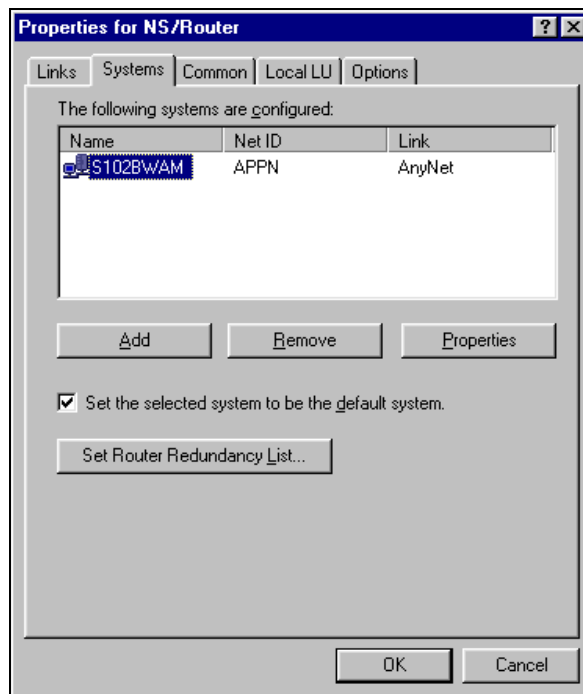 Properties for NS/Router
Links Systems Common Local LU Options
The following systems are configured:
Name Net ID Link
S102BWAM APPN AnyNet
Add Remove Properties
Set the selected system to be the default system.
Set Router Redundancy List...
OK Cancel